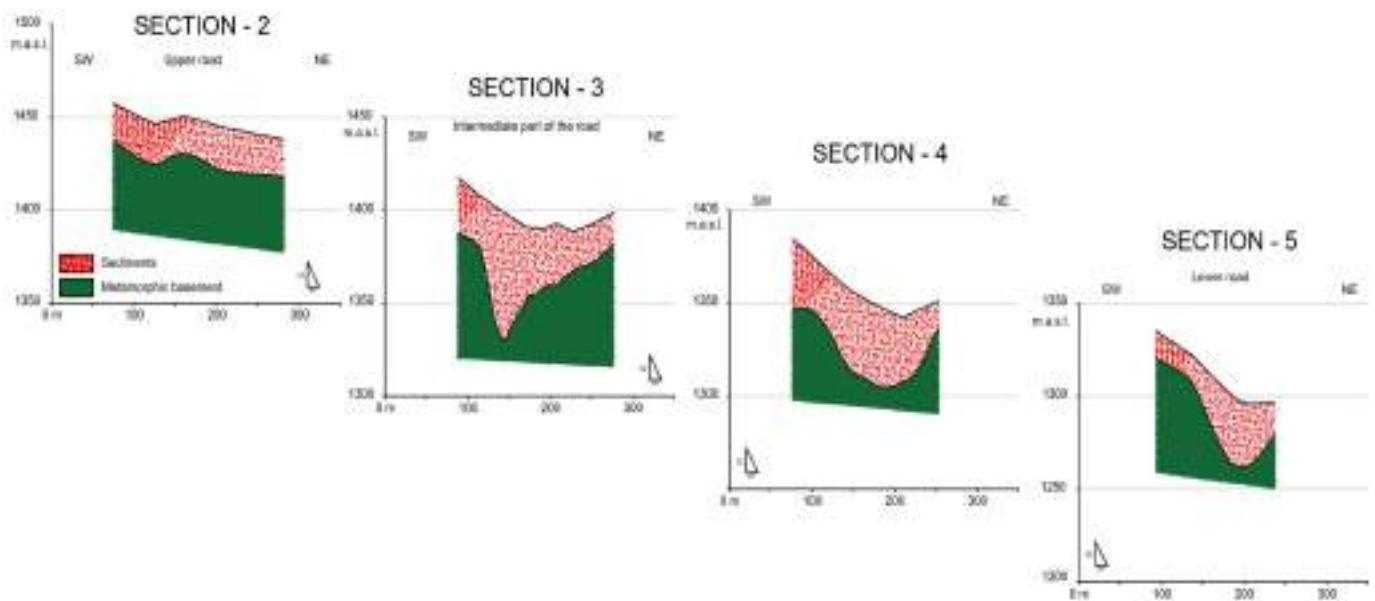 SECTION - 2
1500
m a.s.l.
SW
Upper road
NE
1450
1400
1350
Sediments
Metamorphic basement
0 m
100
200
300
SECTION - 3
1450
m a.s.l.
SW
Intermediate part of the road
NE
1400
1350
1300
0 m
100
200
300
SECTION - 4
SW
NE
1400
m a.s.l.
1350
1300
0 m
100
200
300
SECTION - 5
SW
Lower road
NE
1350
m a.s.l.
1300
1250
0 m
100
200
300